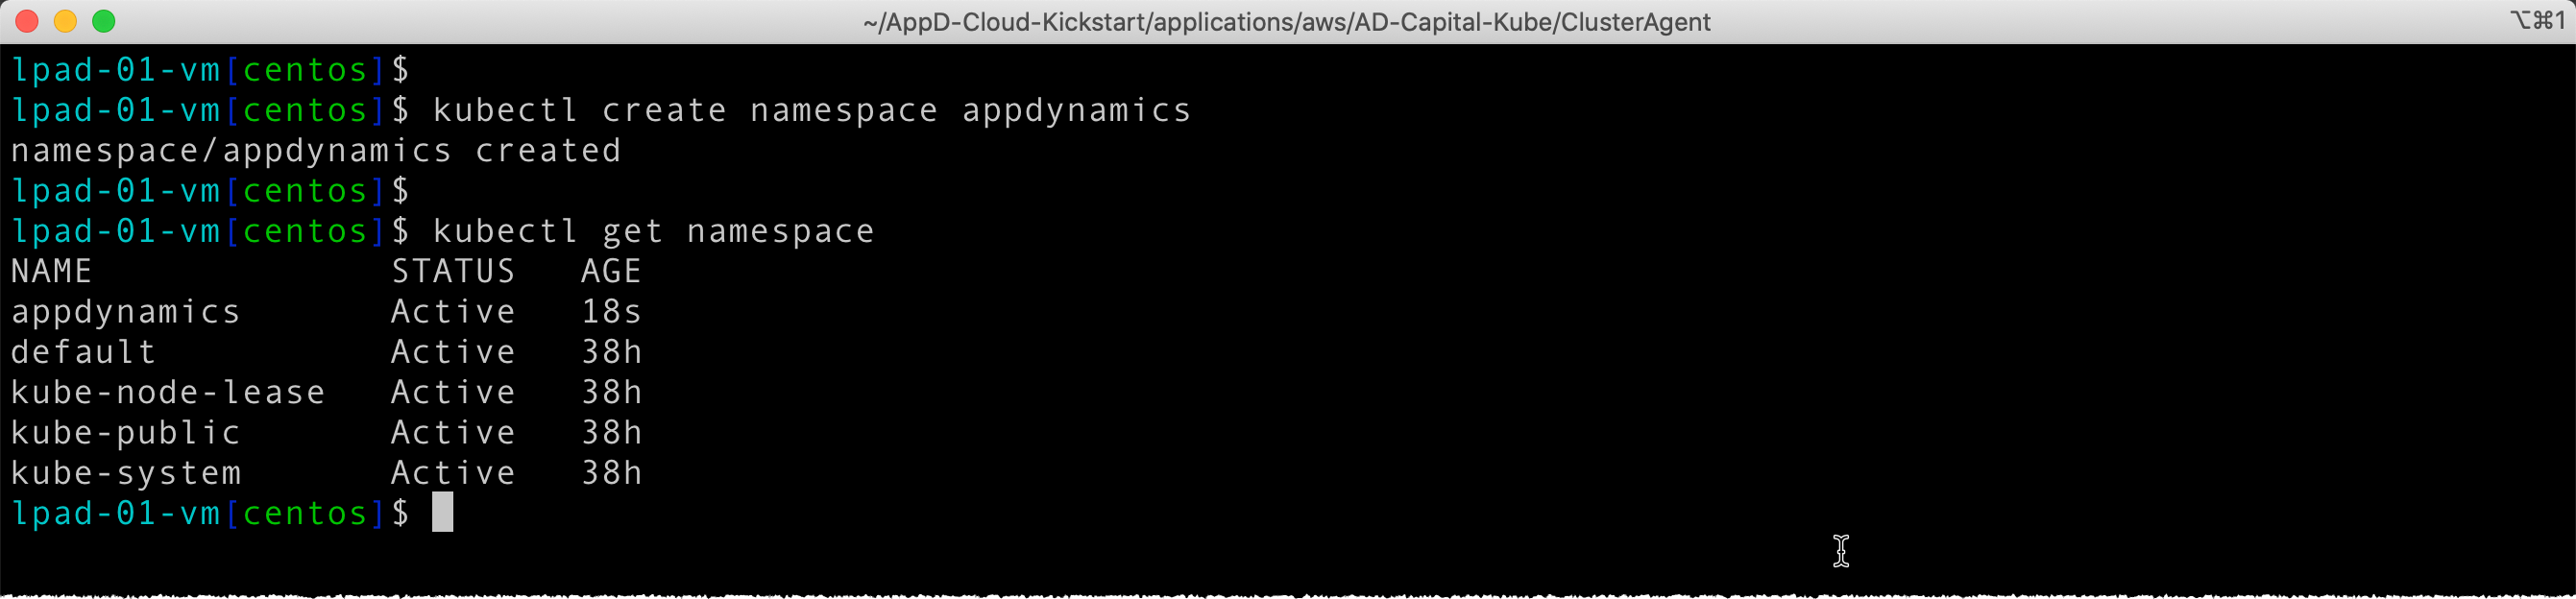 ~/AppD-Cloud-Kickstart/applications/aws/AD-Capital-Kube/ClusterAgent ⌥⌘1
lpad-01-vm[centos]$
lpad-01-vm[centos]$ kubectl create namespace appdynamics
namespace/appdynamics created
lpad-01-vm[centos]$
lpad-01-vm[centos]$ kubectl get namespace
NAME              STATUS   AGE
appdynamics       Active   18s
default           Active   38h
kube-node-lease   Active   38h
kube-public       Active   38h
kube-system       Active   38h
lpad-01-vm[centos]$